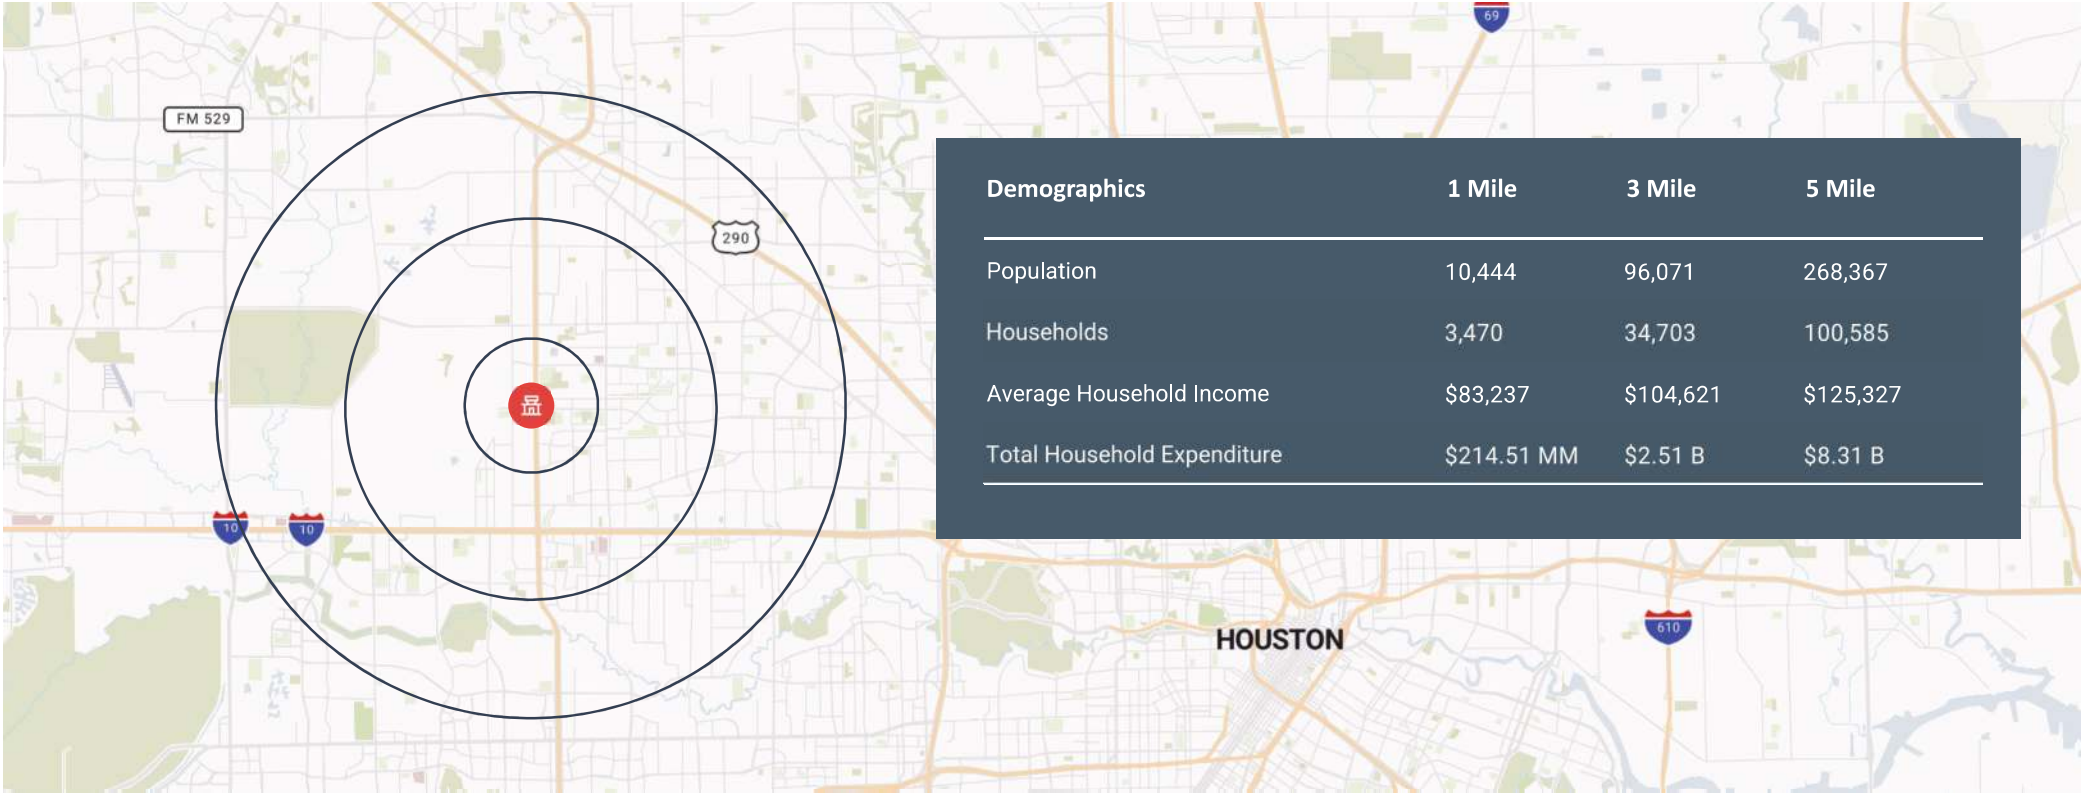 69
FM 529
290
10
10
Demographics 1 Mile 3 Mile 5 Mile
Population 10,444 96,071 268,367
Households 3,470 34,703 100,585
Average Household Income $83,237 $104,621 $125,327
Total Household Expenditure $214.51 MM $2.51 B $8.31 B
610
HOUSTON